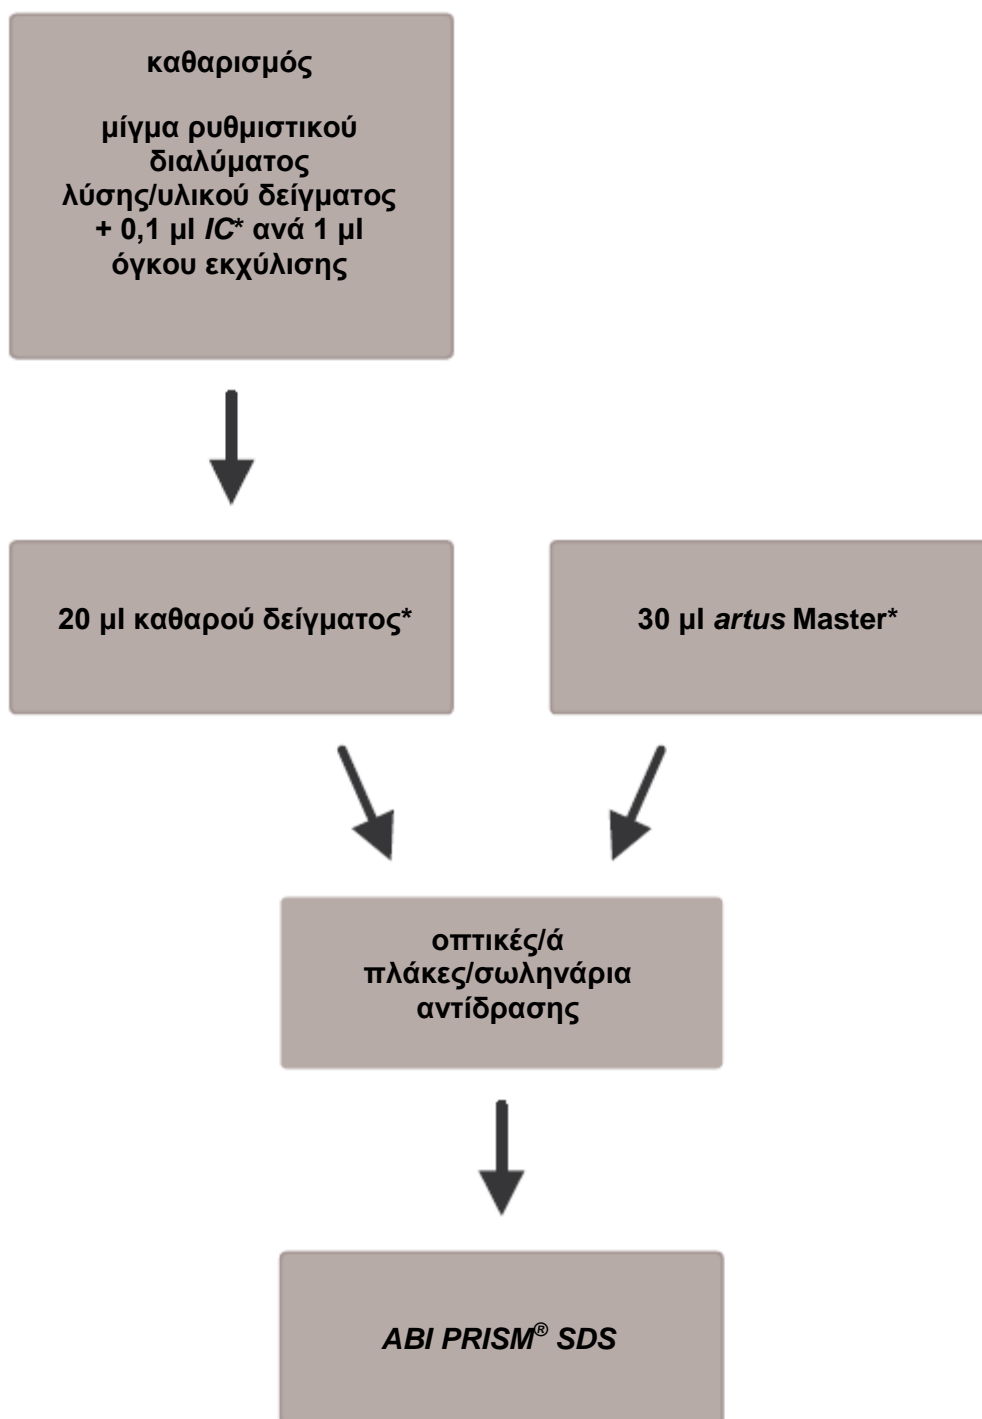 καθαρισμός
μίγμα ρυθμιστικού
διαλύματος
λύσης/υλικού δείγματος
+ 0,1 µl IC* ανά 1 µl
όγκου εκχύλισης
20 µl καθαρού δείγματος*
30 µl artus Master*
οπτικές/ά
πλάκες/σωληνάρια
αντίδρασης
ABI PRISM® SDS